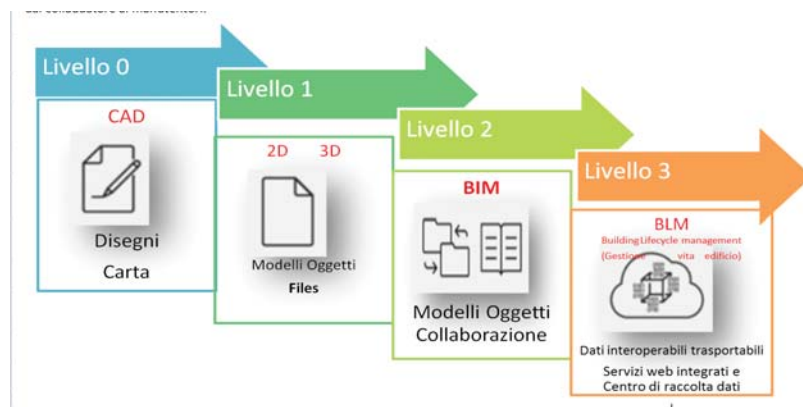 Livello 0
CAD
Disegni
Carta
Livello 1
2D 3D
Modelli Oggetti
Files
Livello 2
BIM
Modelli Oggetti
Collaborazione
Livello 3
BLM
Building Lifecycle management
(Gestione vita edificio)
Dati interoperabili trasportabili
Servizi web integrati e
Centro di raccolta dati